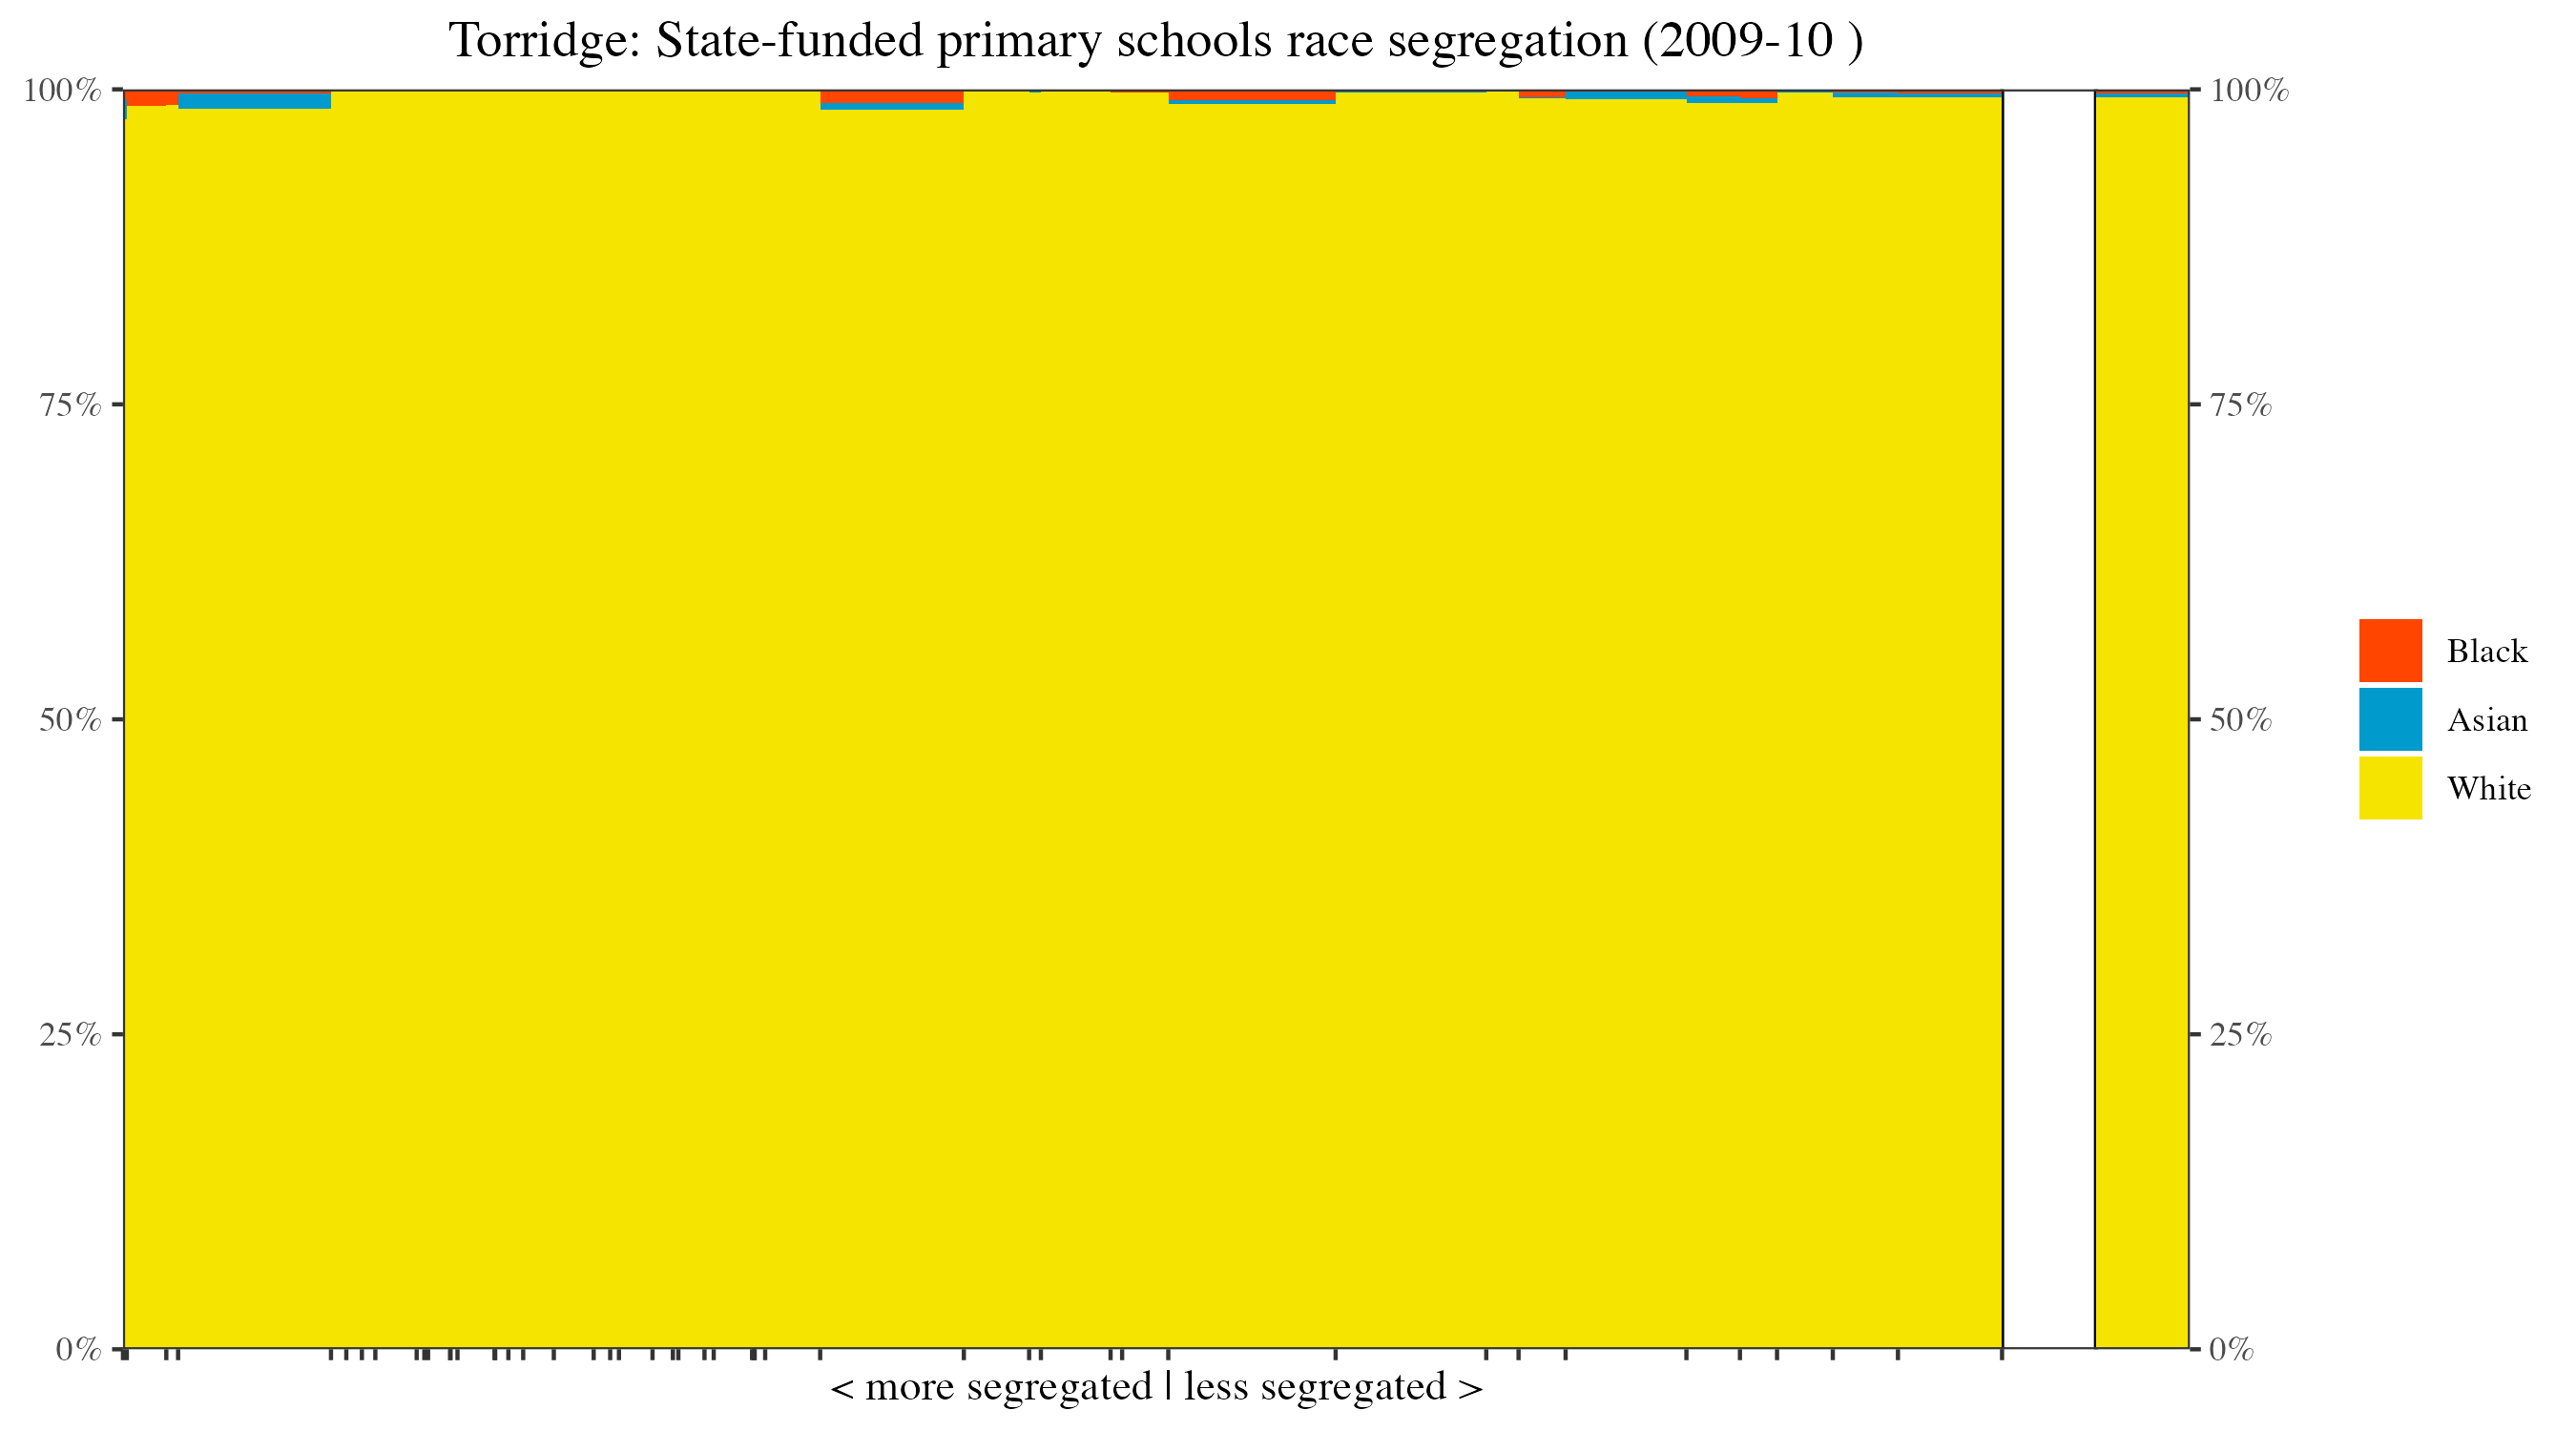 Torridge: State-funded primary schools race segregation (2009-10 )
100%
75%
50%
25%
0%
100%
75%
50%
25%
0%
< more segregated | less segregated >
Black
Asian
White